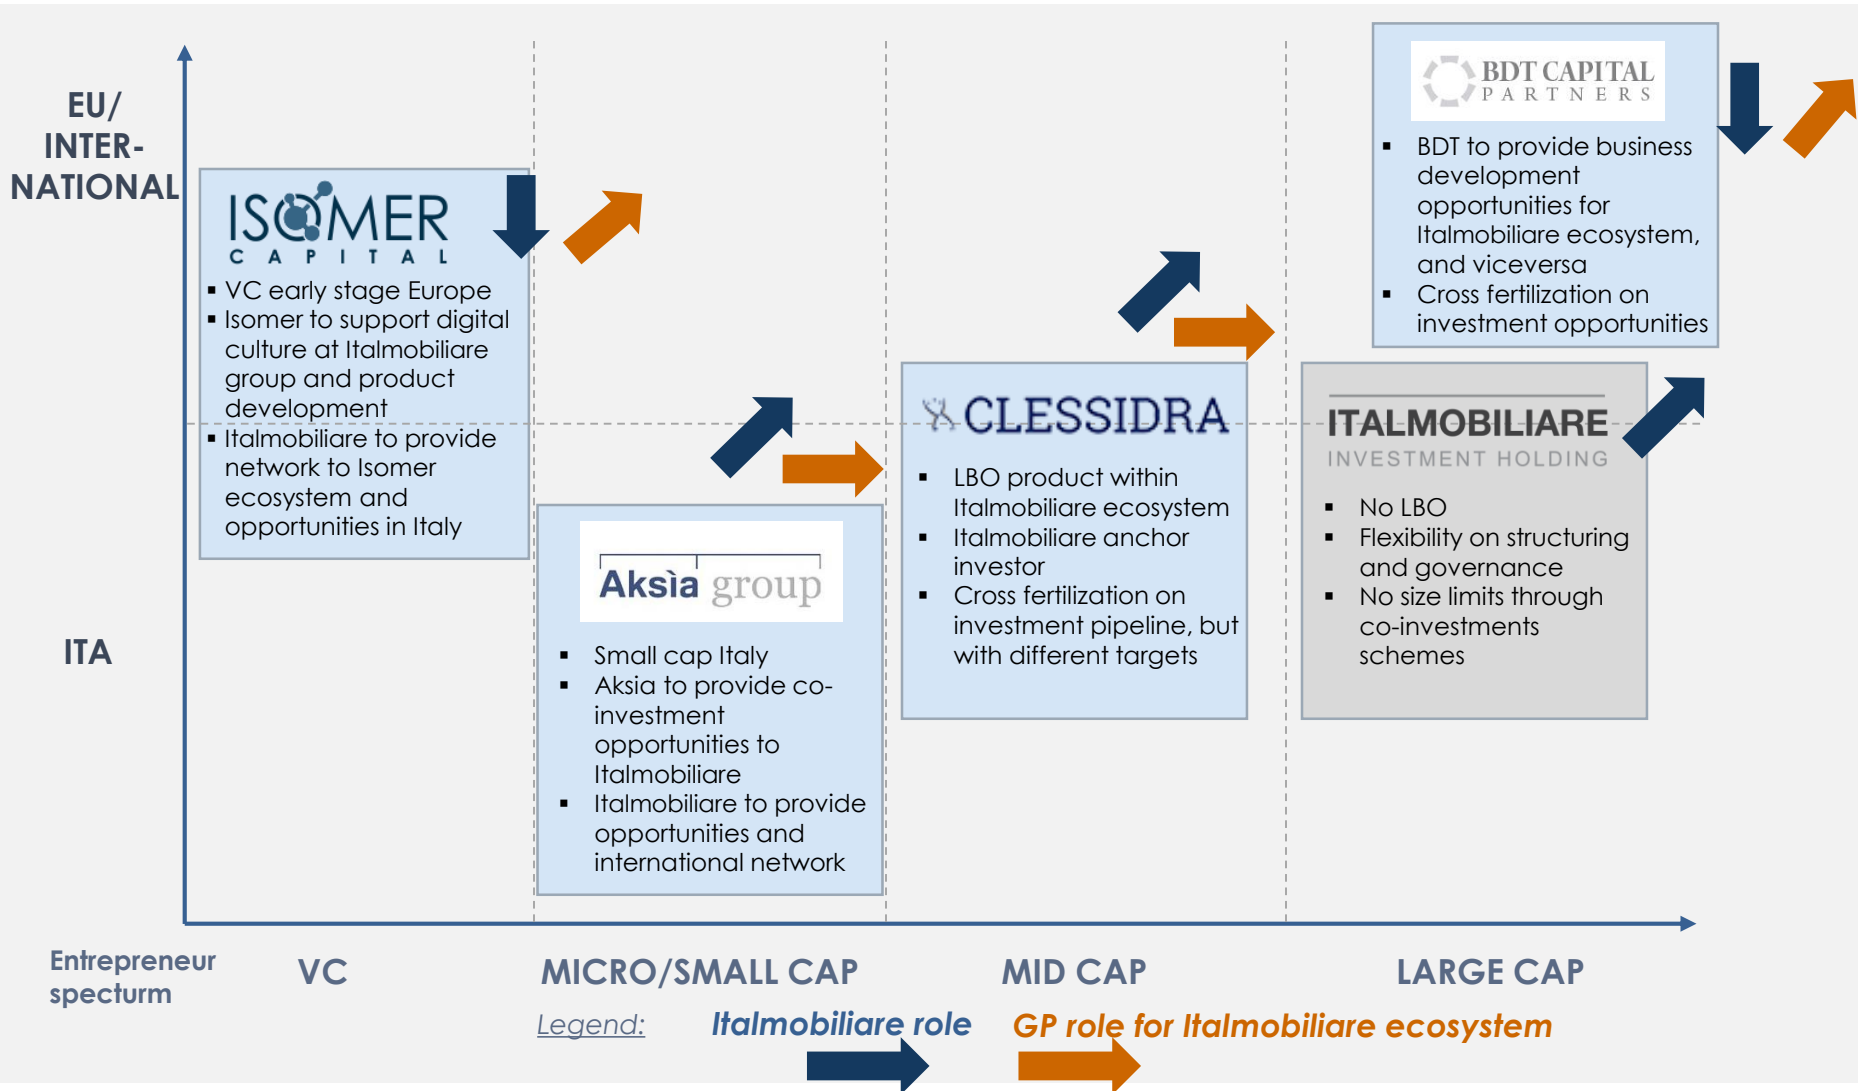 EU/
INTER-
NATIONAL
ISOMER
CAPITAL
▪ VC early stage Europe
▪ Isomer to support digital
culture at Italmobiliare
group and product
development
▪ Italmobiliare to provide
network to Isomer
ecosystem and
opportunities in Italy
Aksìa group
▪ Small cap Italy
▪ Aksia to provide co-
investment
opportunities to
Italmobiliare
▪ Italmobiliare to provide
opportunities and
international network
CLESSIDRA
▪ LBO product within
Italmobiliare ecosystem
▪ Italmobiliare anchor
investor
▪ Cross fertilization on
investment pipeline, but
with different targets
BDT CAPITAL
PARTNERS
▪ BDT to provide business
development
opportunities for
Italmobiliare ecosystem,
and viceversa
▪ Cross fertilization on
investment opportunities
ITALMOBILIARE
INVESTMENT HOLDING
▪ No LBO
▪ Flexibility on structuring
and governance
▪ No size limits through
co-investments
schemes
ITA
Entrepreneur
specturm
VC
MICRO/SMALL CAP
MID CAP
LARGE CAP
Legend:
Italmobiliare role
GP role for Italmobiliare ecosystem